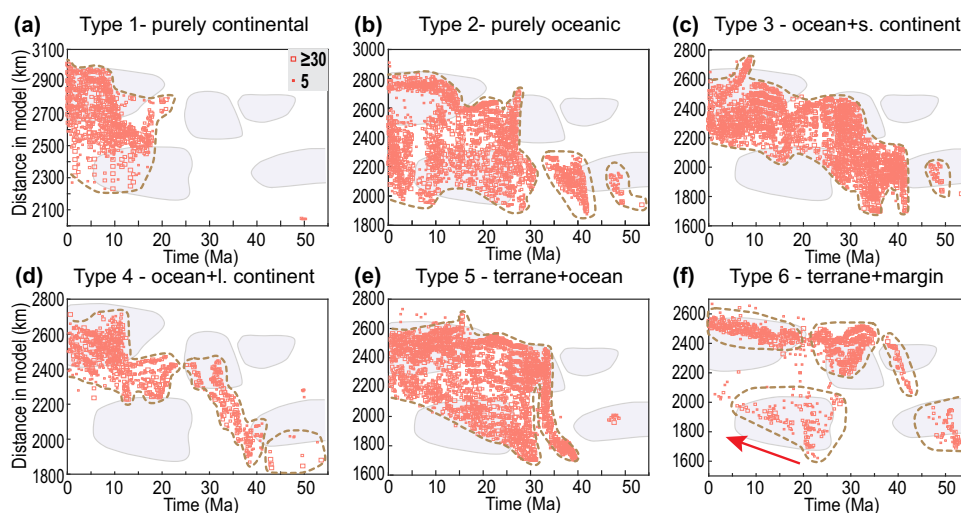 (a) Type 1- purely continental
(b) Type 2- purely oceanic
(c) Type 3 - ocean+s. continent
Distance in model (km)
3100
2900
2700
2500
2300
2100
≥30
5
0 10 20 30 40 50
Time (Ma)
3000
2800
2600
2400
2200
2000
1800
0 10 20 30 40 50
Time (Ma)
2800
2600
2400
2200
2000
1800
1600
0 10 20 30 40 50
Time (Ma)
(d) Type 4 - ocean+l. continent
(e) Type 5 - terrane+ocean
(f) Type 6 - terrane+margin
Distance in model (km)
2800
2600
2400
2200
2000
1800
0 10 20 30 40 50
Time (Ma)
2800
2600
2400
2200
2000
1800
1600
0 10 20 30 40 50
Time (Ma)
2600
2400
2200
2000
1800
1600
0 10 20 30 40 50
Time (Ma)